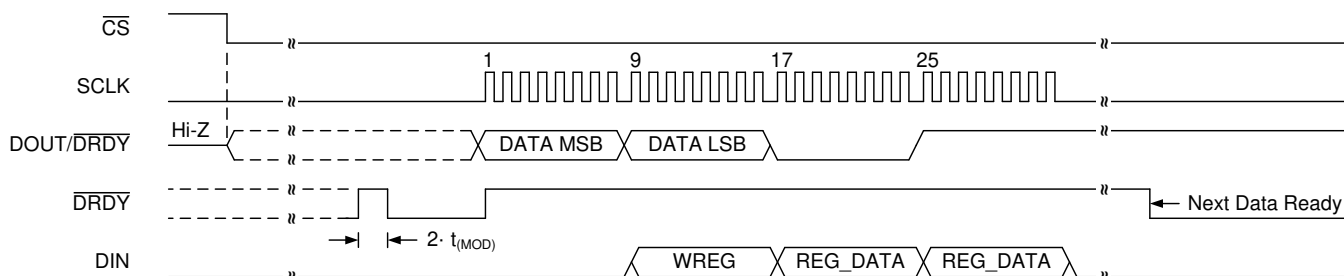 CS
1 9 17 25
SCLK
Hi-Z
DOUT/DRDY DATA MSB DATA LSB
DRDY Next Data Ready
2· t(MOD)
DIN WREG REG_DATA REG_DATA